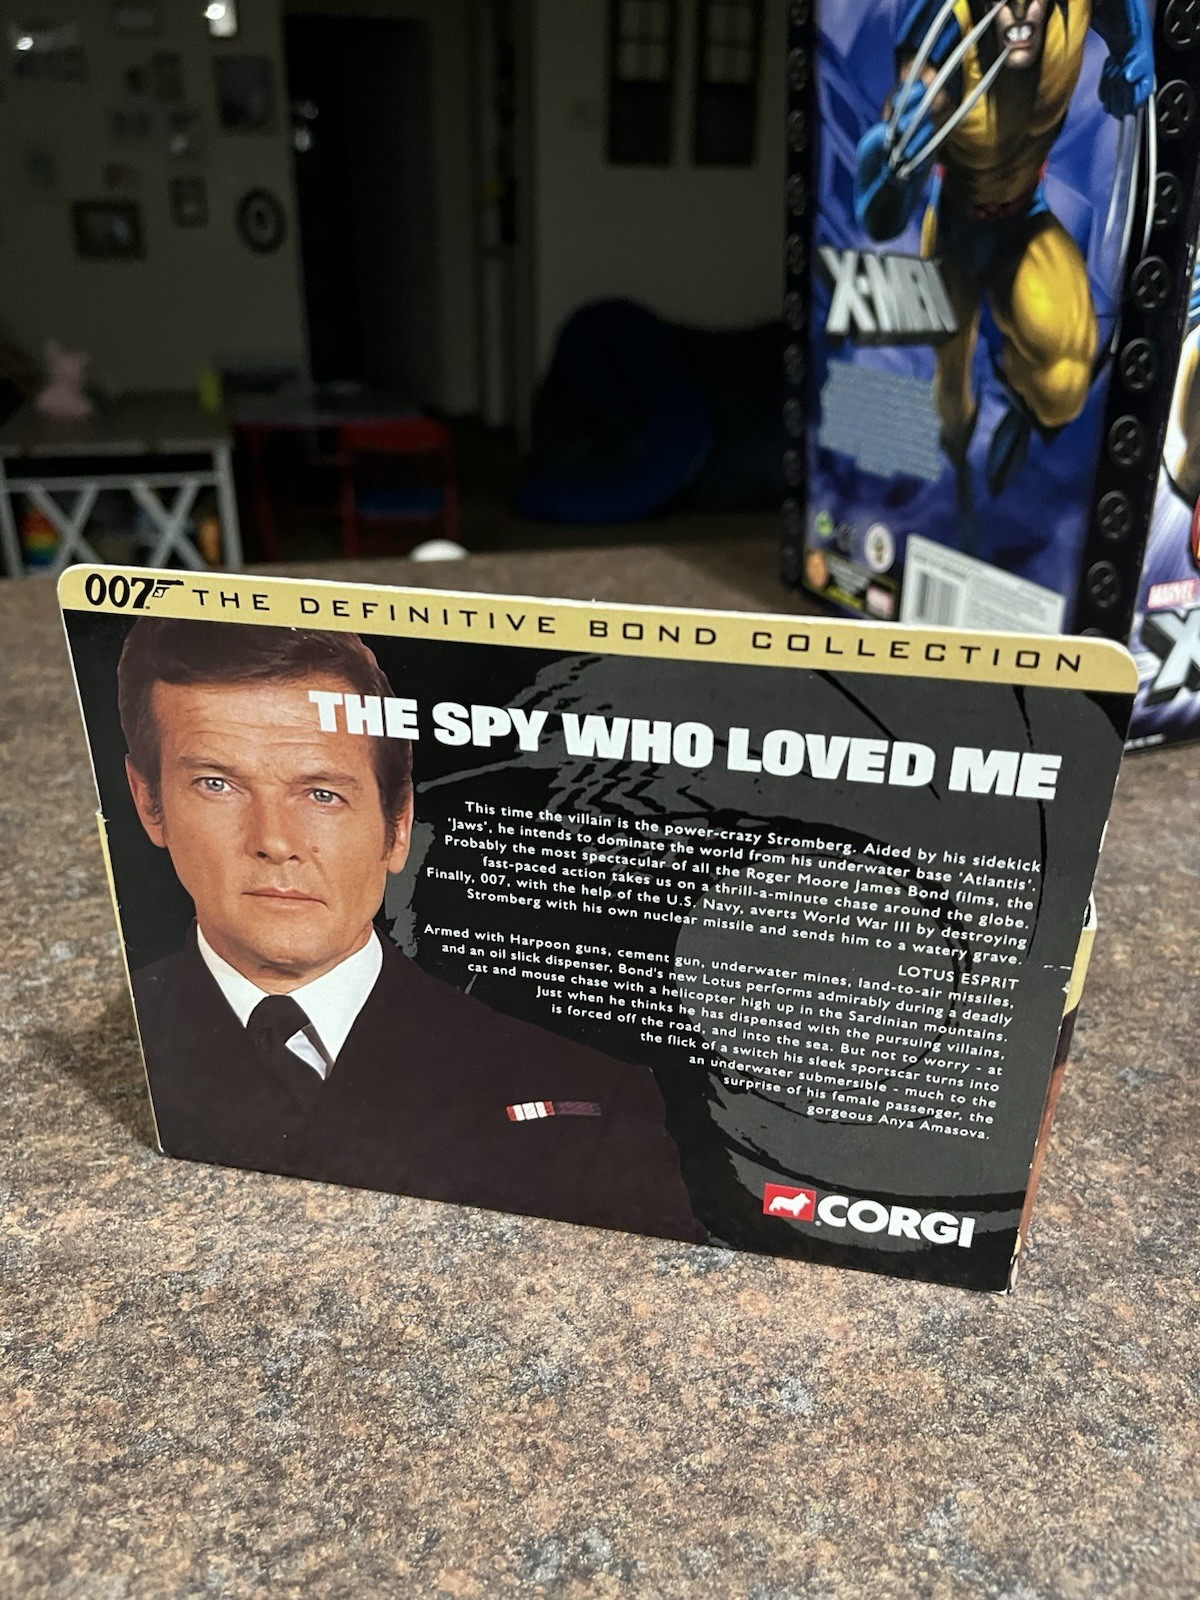 X-MEN
MARVEL
X
007 THE DEFINITIVE BOND COLLECTION
THE SPY WHO LOVED ME
This time the villain is the power-crazy Stromberg. Aided by his sidekick
'Jaws', he intends to dominate the world from his underwater base 'Atlantis'.
Probably the most spectacular of all the Roger Moore James Bond films, the
fast-paced action takes us on a thrill-a-minute chase around the globe.
Finally, 007, with the help of the U.S. Navy, averts World War III by destroying
Stromberg with his own nuclear missile and sends him to a watery grave.
LOTUS ESPRIT
Armed with Harpoon guns, cement gun, underwater mines, land-to-air missiles,
and an oil slick dispenser, Bond's new Lotus performs admirably during a deadly
cat and mouse chase with a helicopter high up in the Sardinian mountains.
Just when he thinks he has dispensed with the pursuing villains,
is forced off the road, and into the sea. But not to worry - at
the flick of a switch his sleek sportscar turns into
an underwater submersible - much to the
surprise of his female passenger, the
gorgeous Anya Amasova.
CORGI